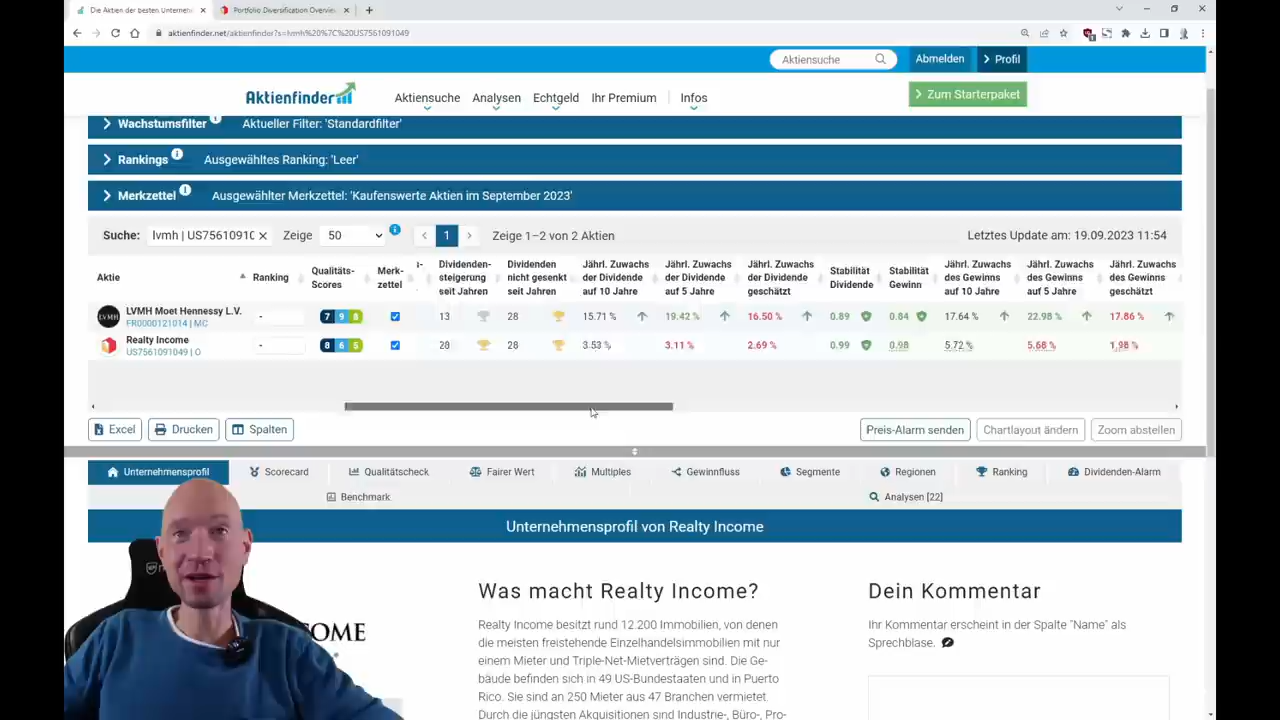 Die Aktien der besten Unterneh
Portfolio Diversification Overview
aktienfinder.net/aktienfinder?s=lvmh%20%7C%20US7561091049
Aktiensuche
Abmelden
Profil
Aktienfinder
Aktiensuche
Analysen
Echtgeld
Ihr Premium
Infos
Zum Starterpaket
Wachstumsfilter Aktueller Filter: 'Standardfilter'
Rankings Ausgewähltes Ranking: 'Leer'
Merkzettel Ausgewählter Merkzettel: 'Kaufenswerte Aktien im September 2023'
Suche: lvmh | US75610910 Zeige 50 1 Zeige 1–2 von 2 Aktien Letztes Update am: 19.09.2023 11:54
Dividenden- Dividenden Jährl. Zuwachs Jährl. Zuwachs Jährl. Zuwachs Jährl. Zuwachs Jährl. Zuwachs Jährl. Zuwachs
Aktie Ranking Qualitäts- Merk- steigerung nicht gesenkt der Dividende der Dividende der Dividende Stabilität Stabilität des Gewinns des Gewinns des Gewinns
Scores zettel seit Jahren seit Jahren auf 10 Jahre auf 5 Jahre geschätzt Dividende Gewinn auf 10 Jahre auf 5 Jahre geschätzt
LVMH Moet Hennessy L.V. - 7 9 8 13 28 15.71 % 19.42 % 16.50 % 0.89 0.84 17.64 % 22.98 % 17.86 %
FR0000121014 | MC
Realty Income - 8 6 5 28 28 3.53 % 3.11 % 2.69 % 0.99 0.98 5.72 % 5.68 % 1.98 %
US7561091049 | O
Excel
Drucken
Spalten
Preis-Alarm senden
Chartlayout ändern
Zoom abstellen
Unternehmensprofil
Scorecard
Qualitätscheck
Fairer Wert
Multiples
Gewinnfluss
Segmente
Regionen
Ranking
Dividenden-Alarm
Benchmark
Analysen [22]
Unternehmensprofil von Realty Income
Was macht Realty Income?
Realty Income besitzt rund 12.200 Immobilien, von denen
die meisten freistehende Einzelhandelsimmobilien mit nur
einem Mieter und Triple-Net-Mietverträgen sind. Die Ge-
bäude befinden sich in 49 US-Bundestaaten und in Puerto
Rico. Sie sind an 250 Mieter aus 47 Branchen vermietet.
Durch die jüngsten Akquisitionen sind Industrie-, Büro-, Pro-
Dein Kommentar
Ihr Kommentar erscheint in der Spalte "Name" als
Sprechblase.